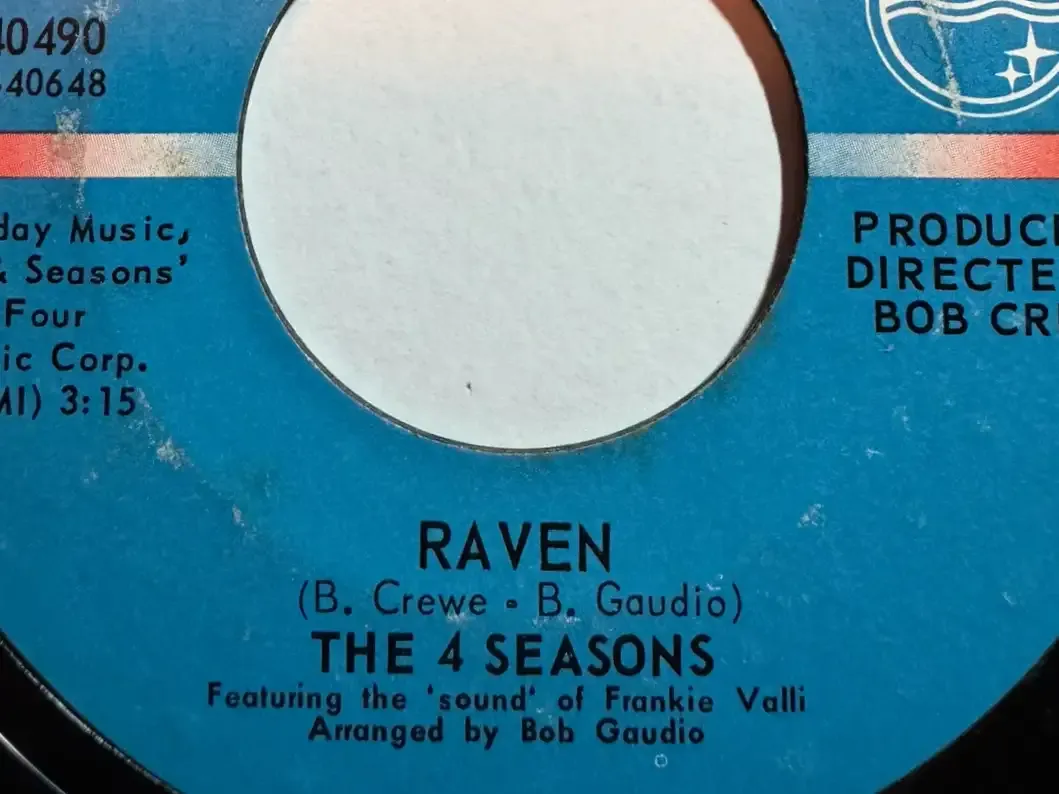 40490
40648
day Music,
& Seasons'
Four
ic Corp.
MI) 3:15
PRODUC
DIRECTE
BOB CR
RAVEN
(B. Crewe - B. Gaudio)
THE 4 SEASONS
Featuring the 'sound' of Frankie Valli
Arranged by Bob Gaudio